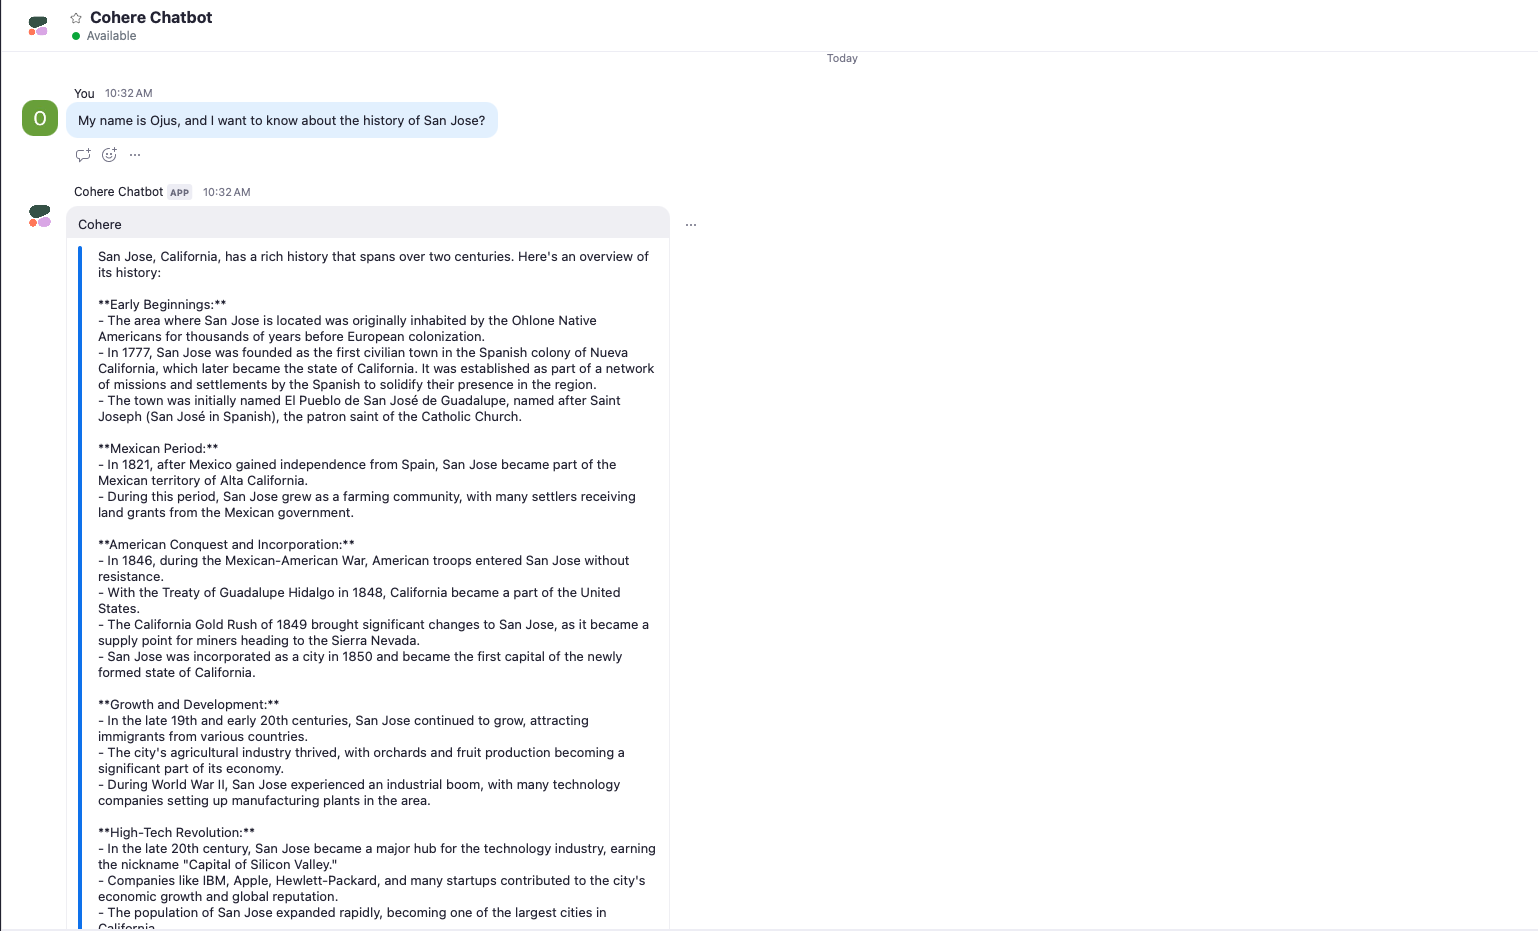 Cohere Chatbot
Available
Today
You 10:32 AM
O
My name is Ojus, and I want to know about the history of San Jose?
Cohere Chatbot APP 10:32 AM
Cohere
San Jose, California, has a rich history that spans over two centuries. Here's an overview of
its history:
**Early Beginnings:**
- The area where San Jose is located was originally inhabited by the Ohlone Native
Americans for thousands of years before European colonization.
- In 1777, San Jose was founded as the first civilian town in the Spanish colony of Nueva
California, which later became the state of California. It was established as part of a network
of missions and settlements by the Spanish to solidify their presence in the region.
- The town was initially named El Pueblo de San José de Guadalupe, named after Saint
Joseph (San José in Spanish), the patron saint of the Catholic Church.
**Mexican Period:**
- In 1821, after Mexico gained independence from Spain, San Jose became part of the
Mexican territory of Alta California.
- During this period, San Jose grew as a farming community, with many settlers receiving
land grants from the Mexican government.
**American Conquest and Incorporation:**
- In 1846, during the Mexican-American War, American troops entered San Jose without
resistance.
- With the Treaty of Guadalupe Hidalgo in 1848, California became a part of the United
States.
- The California Gold Rush of 1849 brought significant changes to San Jose, as it became a
supply point for miners heading to the Sierra Nevada.
- San Jose was incorporated as a city in 1850 and became the first capital of the newly
formed state of California.
**Growth and Development:**
- In the late 19th and early 20th centuries, San Jose continued to grow, attracting
immigrants from various countries.
- The city's agricultural industry thrived, with orchards and fruit production becoming a
significant part of its economy.
- During World War II, San Jose experienced an industrial boom, with many technology
companies setting up manufacturing plants in the area.
**High-Tech Revolution:**
- In the late 20th century, San Jose became a major hub for the technology industry, earning
the nickname "Capital of Silicon Valley."
- Companies like IBM, Apple, Hewlett-Packard, and many startups contributed to the city's
economic growth and global reputation.
- The population of San Jose expanded rapidly, becoming one of the largest cities in
California.